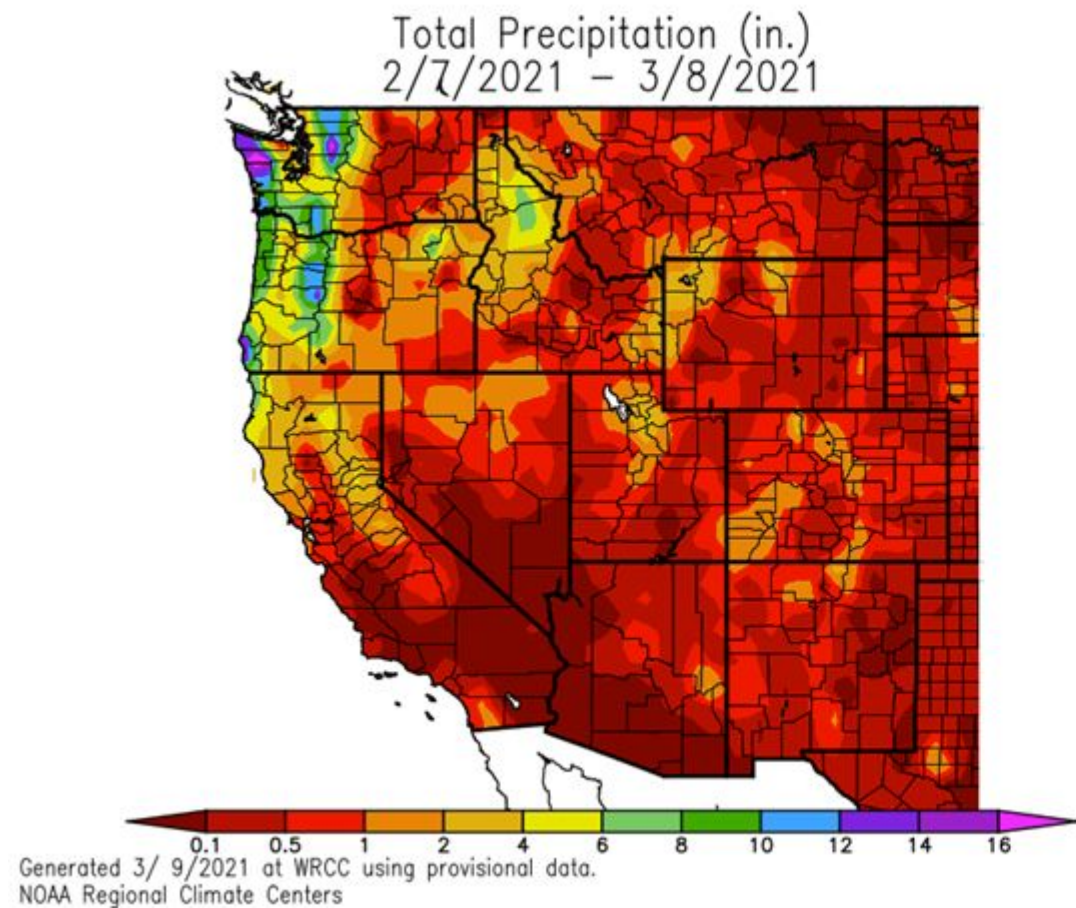 Total Precipitation (in.)
2/7/2021 – 3/8/2021
0.1 0.5 1 2 4 6 8 10 12 14 16
Generated 3/ 9/2021 at WRCC using provisional data.
NOAA Regional Climate Centers